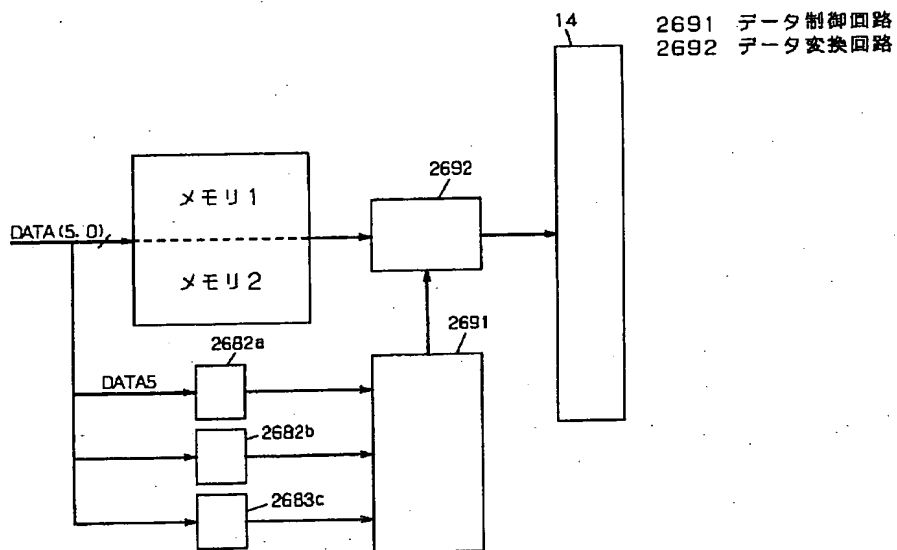 14
2691 データ制御回路
2692 データ変換回路
メモリ1
2692
DATA(5.0)
メモリ2
2691
2682a
DATA5
2682b
2683c